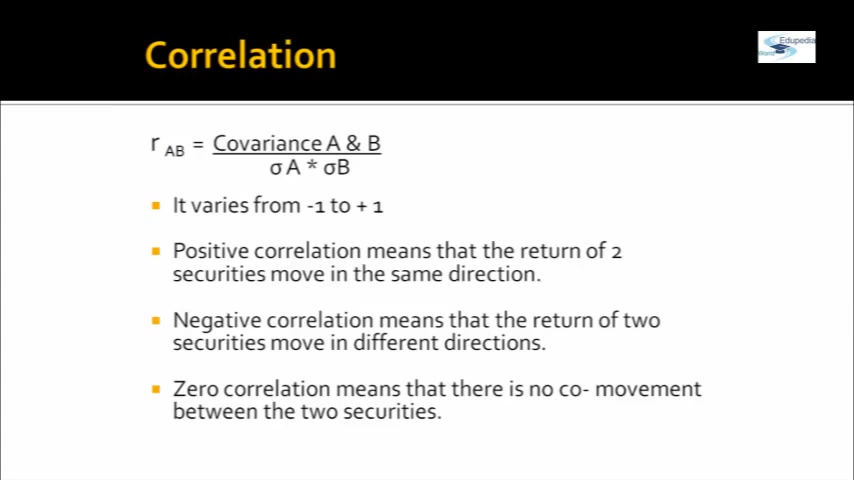 Correlation
Edupedia
World
r AB = Covariance A & B
σ A * σB
▪ It varies from -1 to + 1
▪ Positive correlation means that the return of 2
securities move in the same direction.
▪ Negative correlation means that the return of two
securities move in different directions.
▪ Zero correlation means that there is no co- movement
between the two securities.